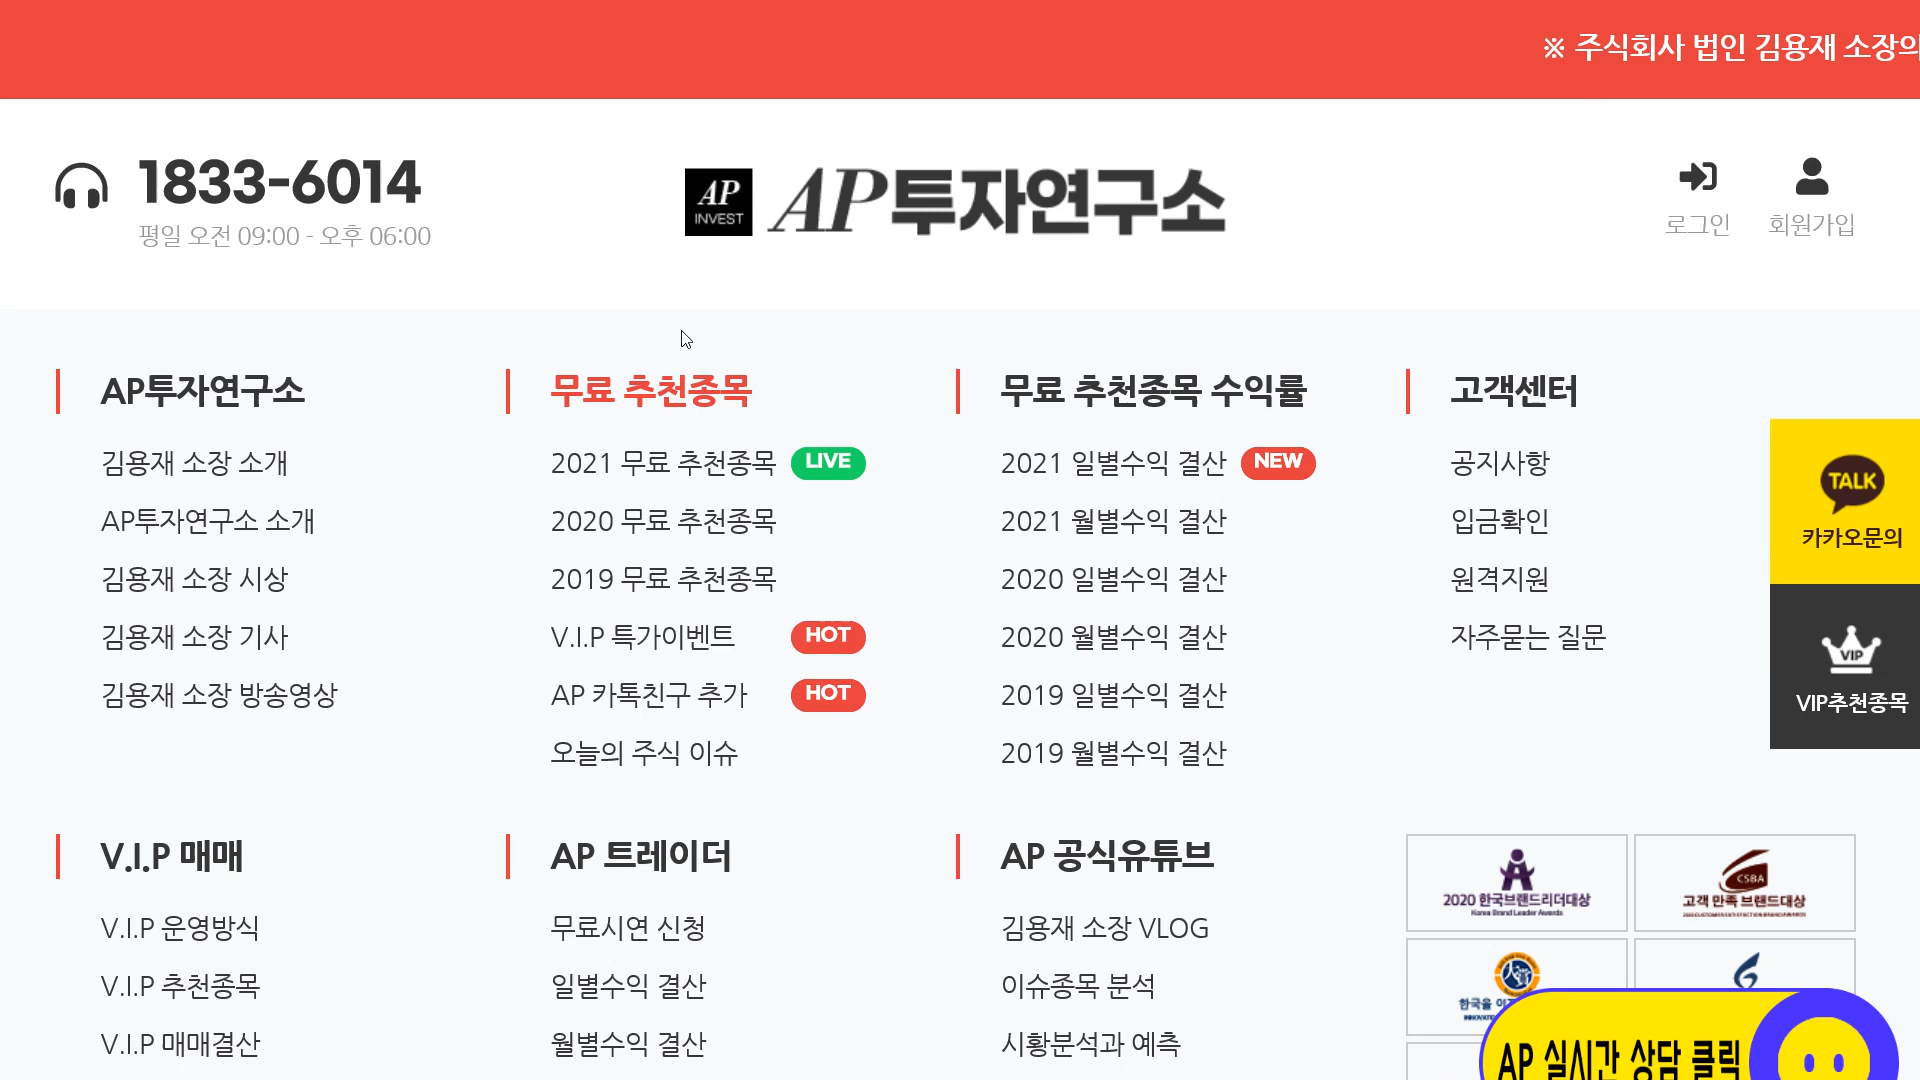 ※ 주식회사 법인 김용재 소장의
1833-6014
평일 오전 09:00 - 오후 06:00
AP INVEST
AP투자연구소
로그인
회원가입
AP투자연구소
김용재 소장 소개
AP투자연구소 소개
김용재 소장 시상
김용재 소장 기사
김용재 소장 방송영상
무료 추천종목
2021 무료 추천종목 LIVE
2020 무료 추천종목
2019 무료 추천종목
V.I.P 특가이벤트 HOT
AP 카톡친구 추가 HOT
오늘의 주식 이슈
무료 추천종목 수익률
2021 일별수익 결산 NEW
2021 월별수익 결산
2020 일별수익 결산
2020 월별수익 결산
2019 일별수익 결산
2019 월별수익 결산
고객센터
공지사항
입금확인
원격지원
자주묻는 질문
TALK
카카오문의
VIP
VIP추천종목
V.I.P 매매
V.I.P 운영방식
V.I.P 추천종목
V.I.P 매매결산
AP 트레이더
무료시연 신청
일별수익 결산
월별수익 결산
AP 공식유튜브
김용재 소장 VLOG
이슈종목 분석
시황분석과 예측
2020 한국브랜드리더대상
Korea Brand Leader Awards
CSBA
고객 만족 브랜드대상
한국을
AP 실시간 상담 클릭